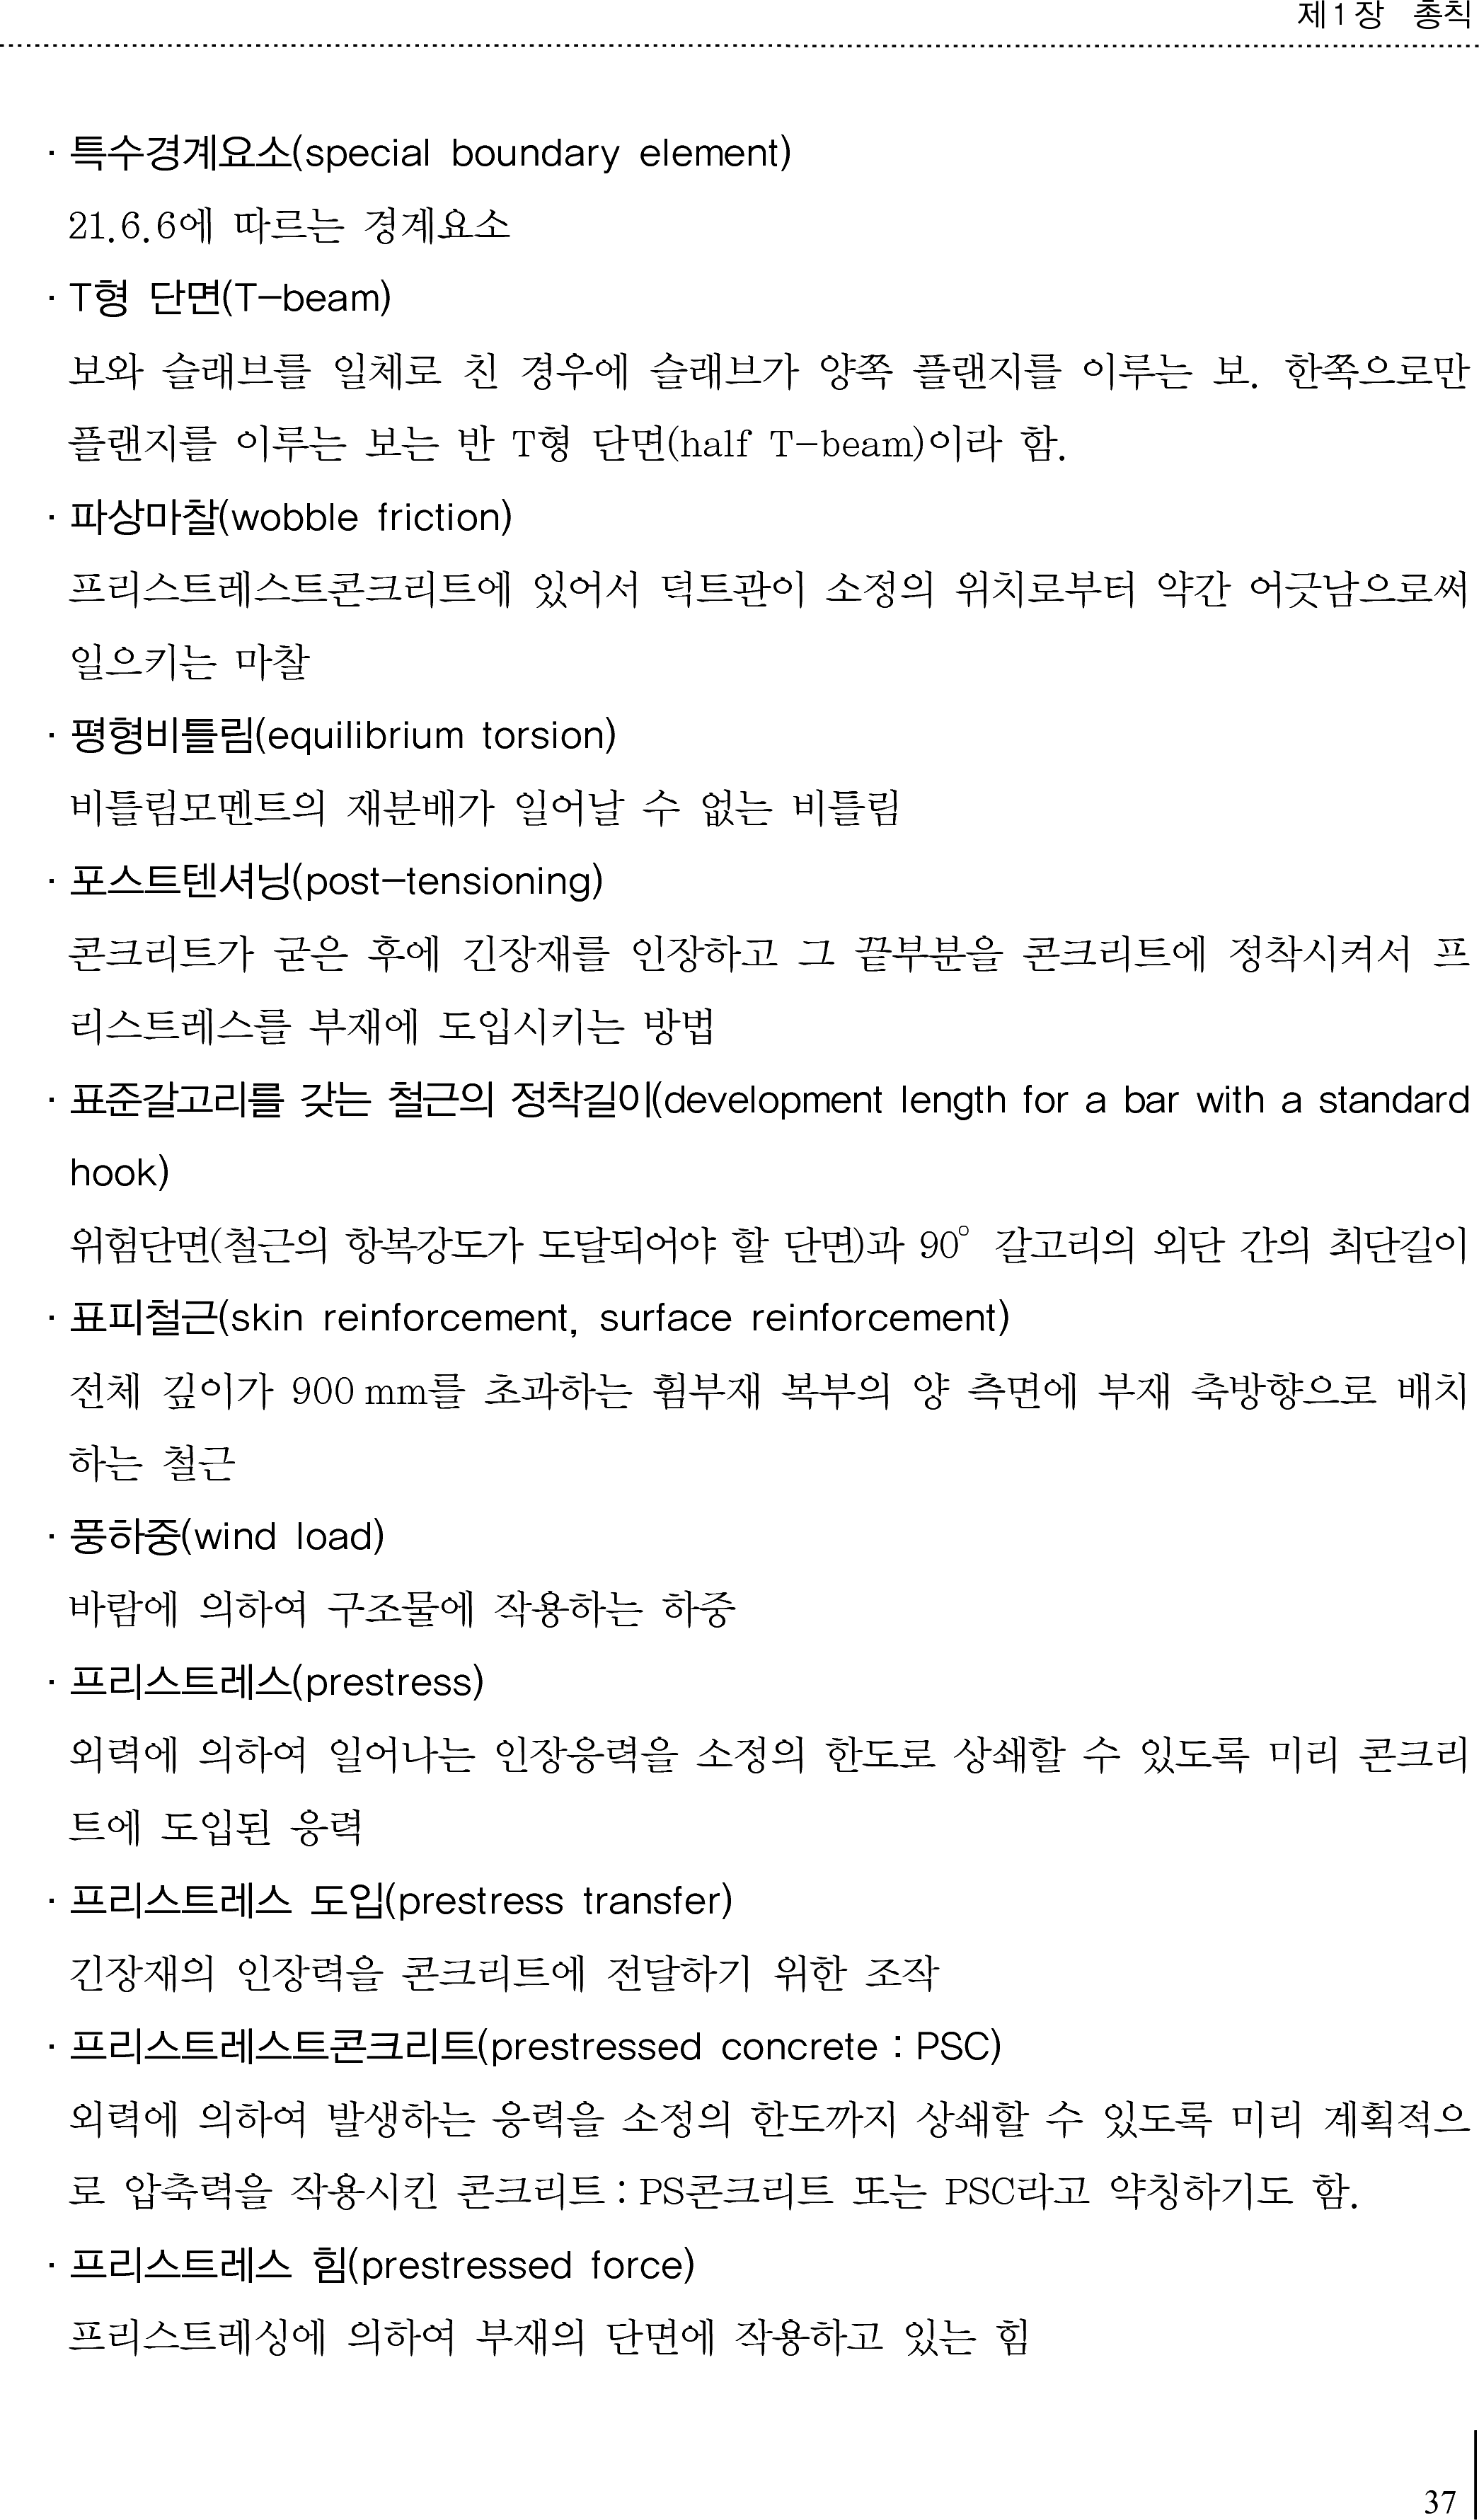 제1장 총칙
· 특수경계요소(special boundary element)
21.6.6에 따르는 경계요소
· T형 단면(T-beam)
보와 슬래브를 일체로 친 경우에 슬래브가 양쪽 플랜지를 이루는 보. 한쪽으로만
플랜지를 이루는 보는 반 T형 단면(half T-beam)이라 함.
· 파상마찰(wobble friction)
프리스트레스트콘크리트에 있어서 덕트관이 소정의 위치로부터 약간 어긋남으로써
일으키는 마찰
· 평형비틀림(equilibrium torsion)
비틀림모멘트의 재분배가 일어날 수 없는 비틀림
· 포스트텐셔닝(post-tensioning)
콘크리트가 굳은 후에 긴장재를 인장하고 그 끝부분을 콘크리트에 정착시켜서 프
리스트레스를 부재에 도입시키는 방법
· 표준갈고리를 갖는 철근의 정착길이(development length for a bar with a standard
hook)
위험단면(철근의 항복강도가 도달되어야 할 단면)과 90° 갈고리의 외단 간의 최단길이
· 표피철근(skin reinforcement, surface reinforcement)
전체 깊이가 900 mm를 초과하는 휨부재 복부의 양 측면에 부재 축방향으로 배치
하는 철근
· 풍하중(wind load)
바람에 의하여 구조물에 작용하는 하중
· 프리스트레스(prestress)
외력에 의하여 일어나는 인장응력을 소정의 한도로 상쇄할 수 있도록 미리 콘크리
트에 도입된 응력
· 프리스트레스 도입(prestress transfer)
긴장재의 인장력을 콘크리트에 전달하기 위한 조작
· 프리스트레스트콘크리트(prestressed concrete : PSC)
외력에 의하여 발생하는 응력을 소정의 한도까지 상쇄할 수 있도록 미리 계획적으
로 압축력을 작용시킨 콘크리트 : PS콘크리트 또는 PSC라고 약칭하기도 함.
· 프리스트레스 힘(prestressed force)
프리스트레싱에 의하여 부재의 단면에 작용하고 있는 힘
37